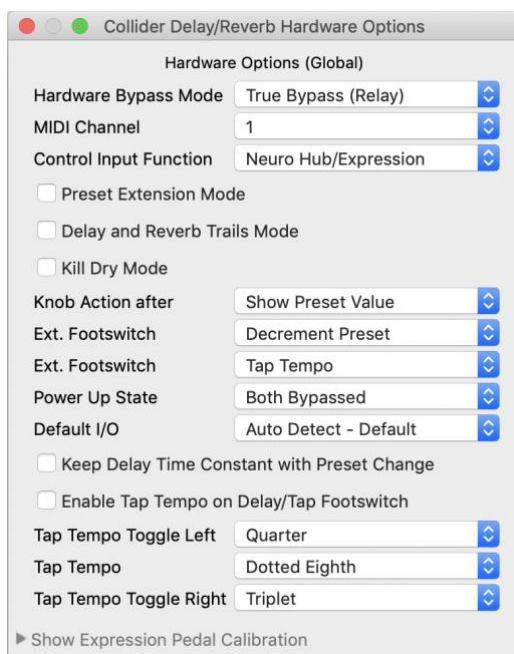 Collider Delay/Reverb Hardware Options
Hardware Options (Global)
Hardware Bypass Mode True Bypass (Relay)
MIDI Channel 1
Control Input Function Neuro Hub/Expression
Preset Extension Mode
Delay and Reverb Trails Mode
Kill Dry Mode
Knob Action after Show Preset Value
Ext. Footswitch Decrement Preset
Ext. Footswitch Tap Tempo
Power Up State Both Bypassed
Default I/O Auto Detect - Default
Keep Delay Time Constant with Preset Change
Enable Tap Tempo on Delay/Tap Footswitch
Tap Tempo Toggle Left Quarter
Tap Tempo Dotted Eighth
Tap Tempo Toggle Right Triplet
Show Expression Pedal Calibration